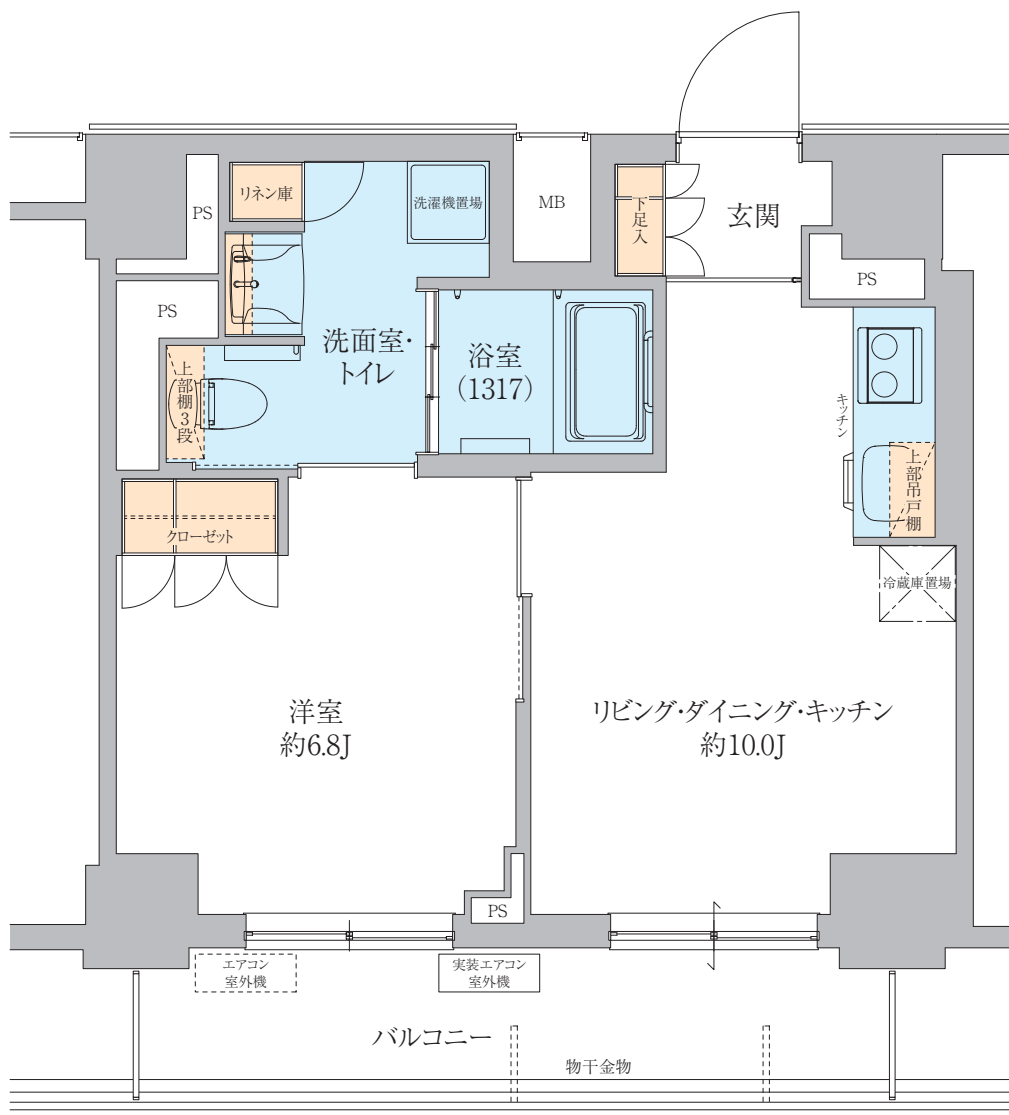 リネン庫
洗濯機置場
MB
下足入
玄関
PS
PS
PS
洗面室・
トイレ
浴室
（1317）
上部棚3段
キッチン
上部吊戸棚
クローゼット
冷蔵庫置場
洋室
約6.8J
リビング・ダイニング・キッチン
約10.0J
PS
エアコン
室外機
実装エアコン
室外機
バルコニー
物干金物